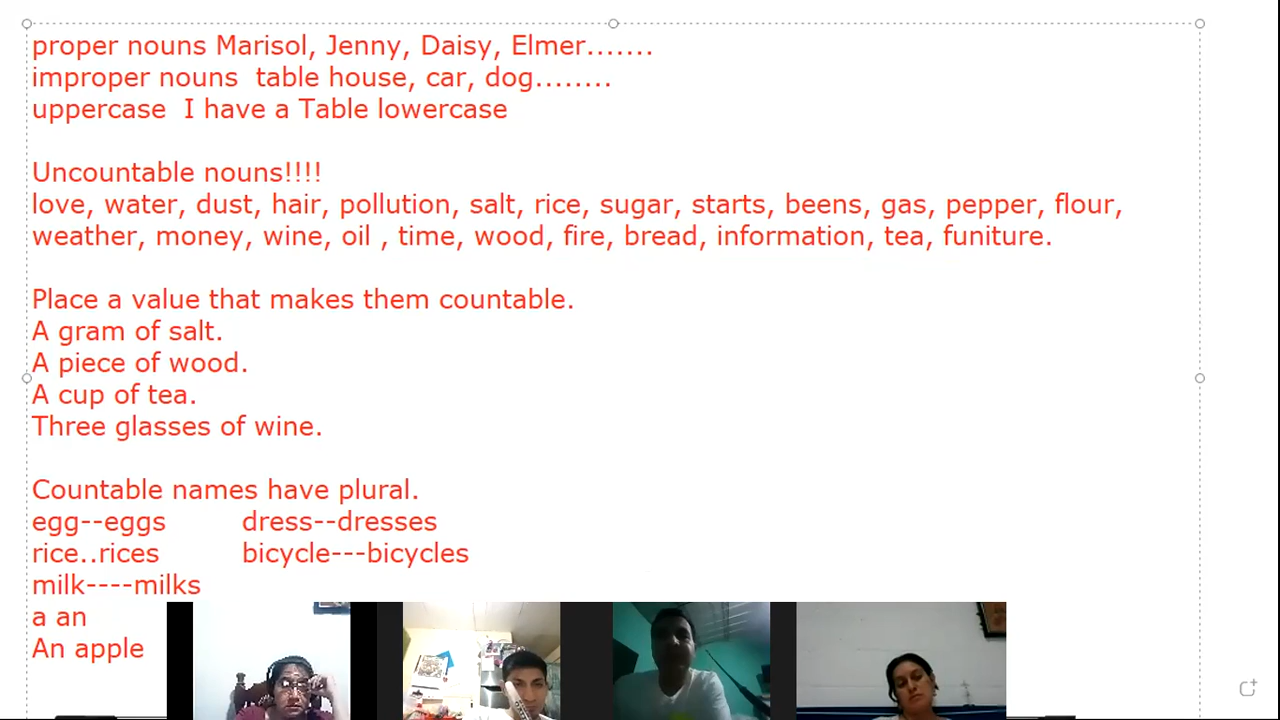 proper nouns Marisol, Jenny, Daisy, Elmer.......
improper nouns  table house, car, dog........
uppercase  I have a Table lowercase
Uncountable nouns!!!!
love, water, dust, hair, pollution, salt, rice, sugar, starts, beens, gas, pepper, flour,
weather, money, wine, oil , time, wood, fire, bread, information, tea, funiture.
Place a value that makes them countable.
A gram of salt.
A piece of wood.
A cup of tea.
Three glasses of wine.
Countable names have plural.
egg--eggs dress--dresses
rice..rices bicycle---bicycles
milk----milks
a an
An apple